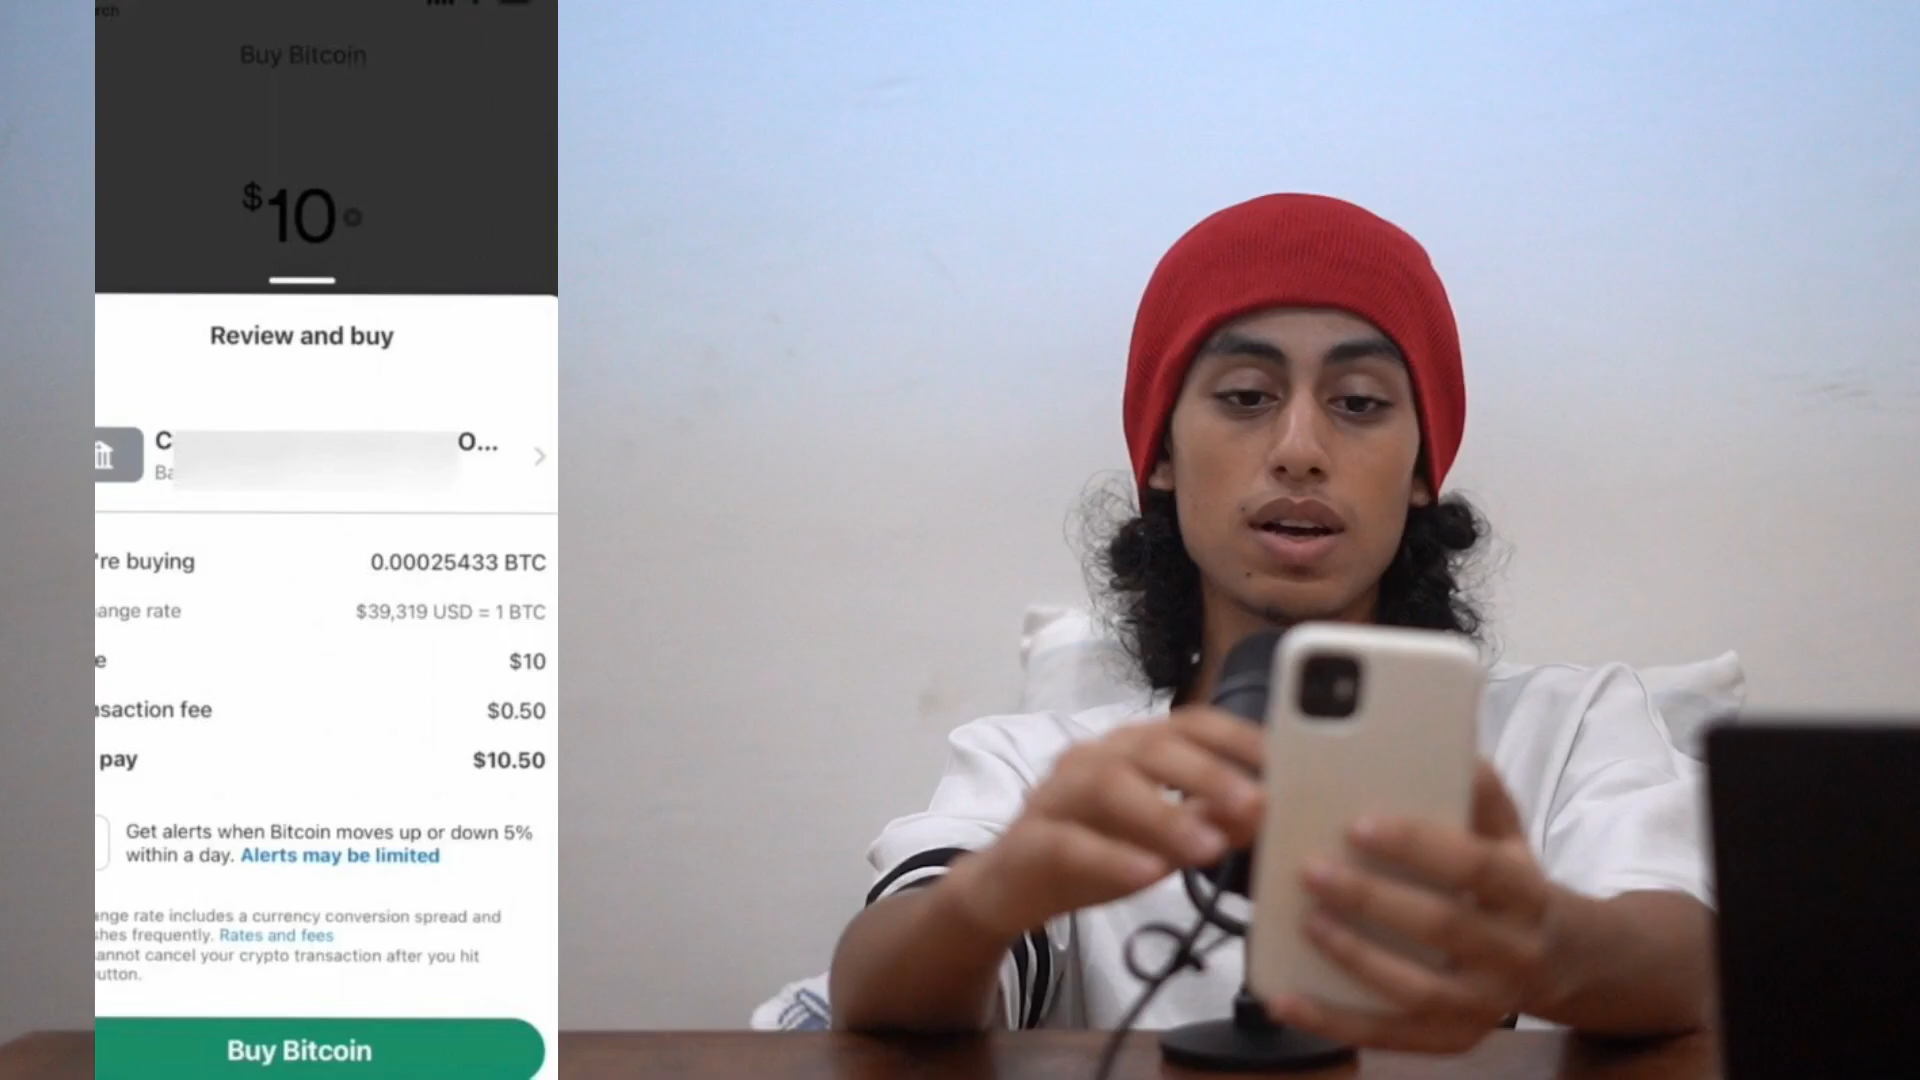 rch
Buy Bitcoin
$10
Review and buy
C O...
Ba
're buying 0.00025433 BTC
ange rate $39,319 USD = 1 BTC
e $10
nsaction fee $0.50
pay $10.50
Get alerts when Bitcoin moves up or down 5%
within a day. Alerts may be limited
ange rate includes a currency conversion spread and
shes frequently. Rates and fees
annot cancel your crypto transaction after you hit
utton.
Buy Bitcoin